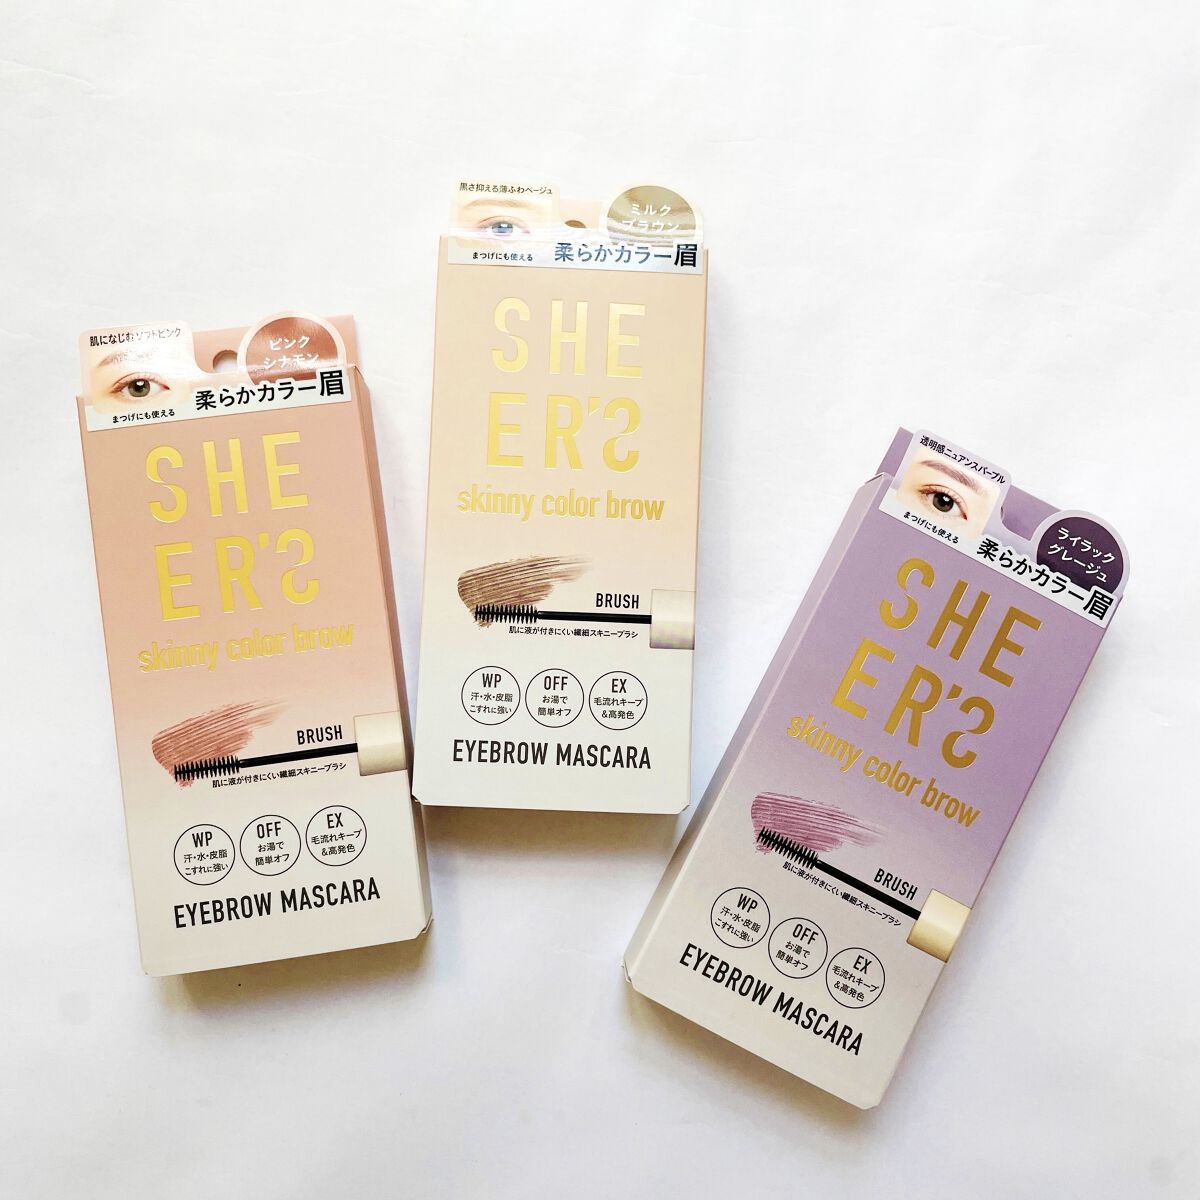 肌になじむソフトピンク
ピンク
シナモン
まつげにも使える
柔らかカラー眉
SHE
ER'S
skinny color brow
BRUSH
肌に液が付きにくい繊細スキニーブラシ
WP
汗・水・皮脂
こすれに強い
OFF
お湯で
簡単オフ
EX
毛流れキープ
&高発色
EYEBROW MASCARA
黒さ抑える薄ふわベージュ
ミルク
ブラウン
まつげにも使える
柔らかカラー眉
SHE
ER'S
skinny color brow
BRUSH
肌に液が付きにくい繊細スキニーブラシ
WP
汗・水・皮脂
こすれに強い
OFF
お湯で
簡単オフ
EX
毛流れキープ
&高発色
EYEBROW MASCARA
透明感ニュアンスパープル
ライラック
グレージュ
まつげにも使える
柔らかカラー眉
SHE
ER'S
skinny color brow
BRUSH
肌に液が付きにくい繊細スキニーブラシ
WP
汗・水・皮脂
こすれに強い
OFF
お湯で
簡単オフ
EX
毛流れキープ
&高発色
EYEBROW MASCARA